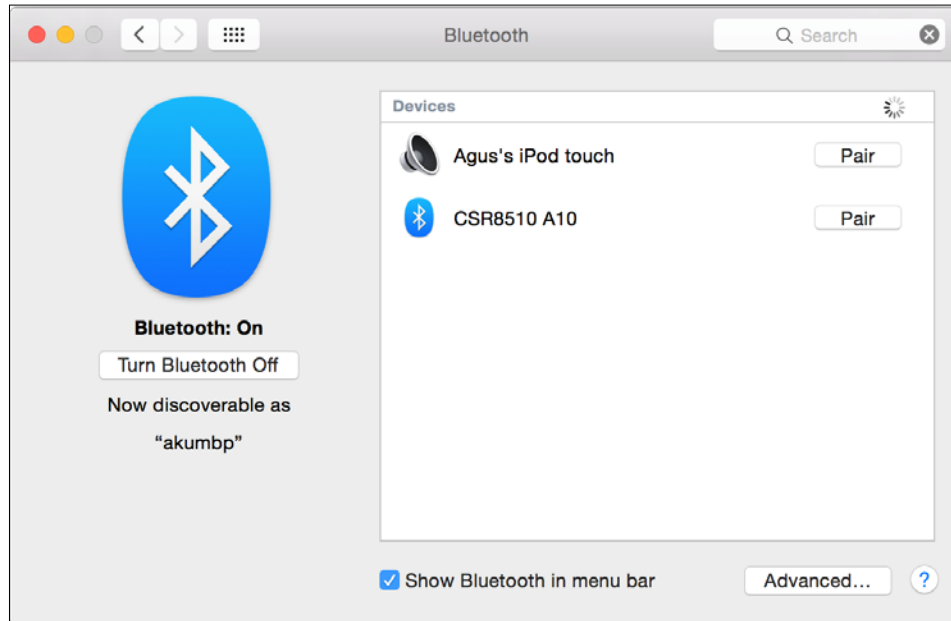 Bluetooth
Search
Devices
Agus's iPod touch
Pair
CSR8510 A10
Pair
Bluetooth: On
Turn Bluetooth Off
Now discoverable as
“akumbp”
Show Bluetooth in menu bar
Advanced...
?